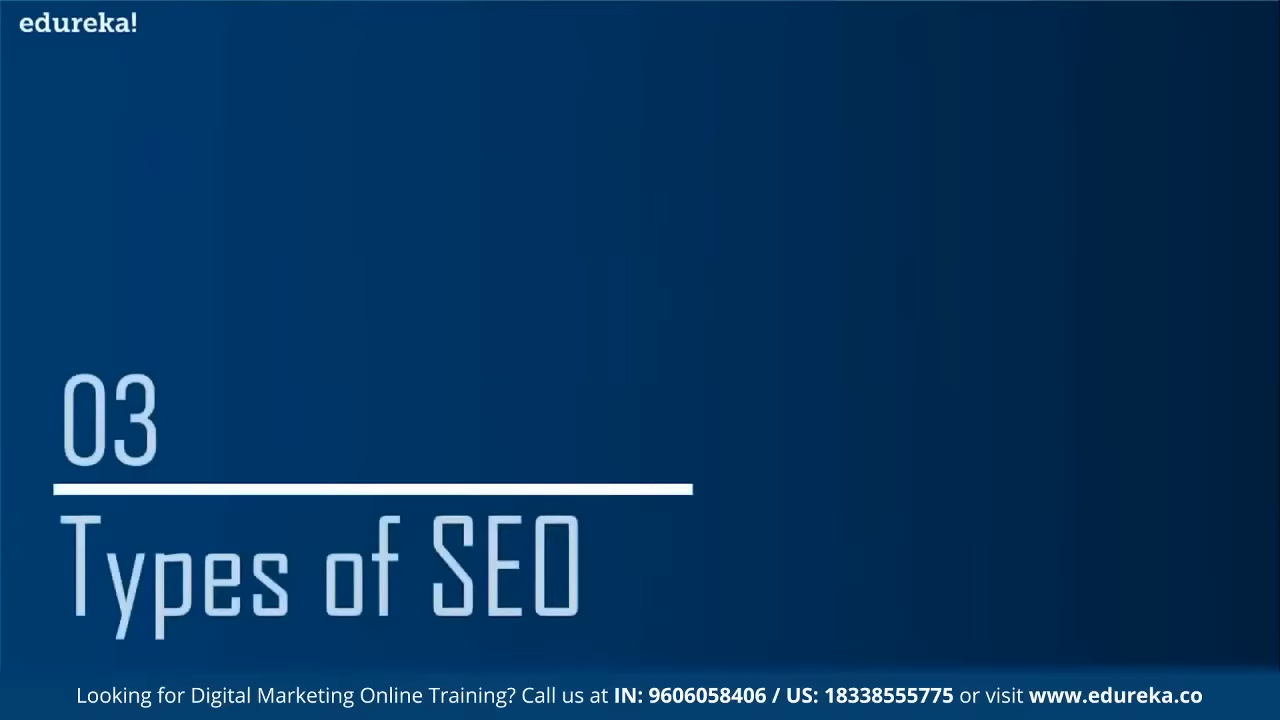 edureka!
03
Types of SEO
Looking for Digital Marketing Online Training? Call us at IN: 9606058406 / US: 18338555775 or visit www.edureka.co